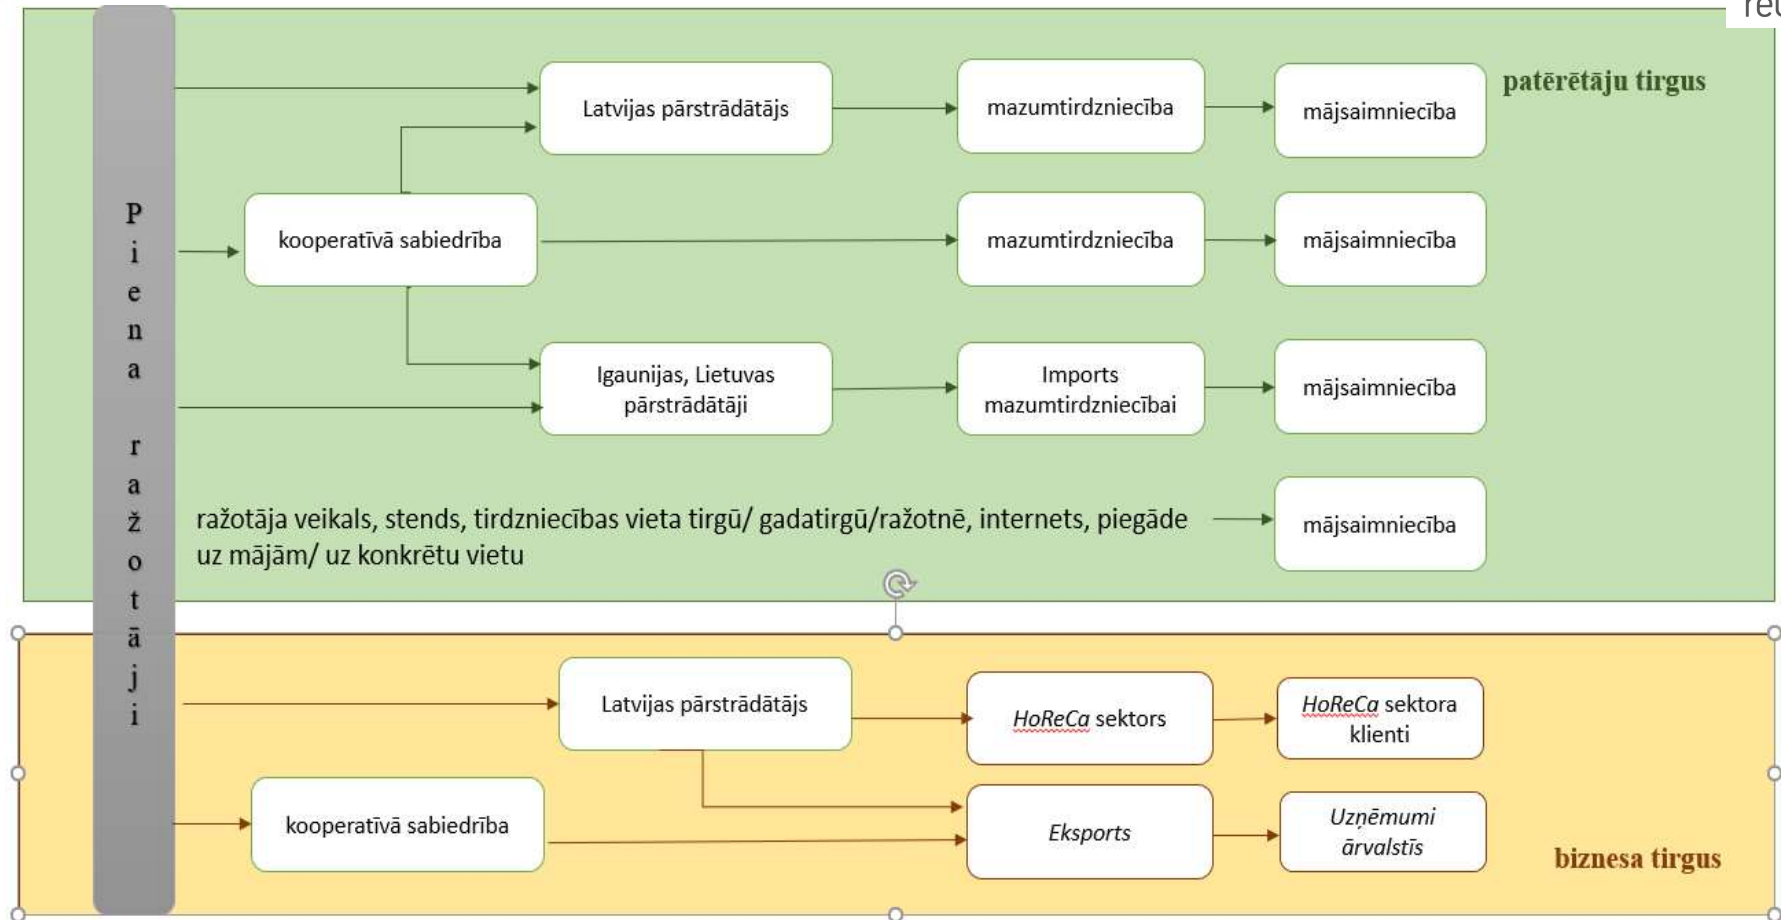 reu
patērētāju tirgus
Piena ražotāji
Latvijas pārstrādātājs
mazumtirdzniecība
mājsaimniecība
kooperatīvā sabiedrība
mazumtirdzniecība
mājsaimniecība
Igaunijas, Lietuvas
pārstrādātāji
Imports
mazumtirdzniecībai
mājsaimniecība
ražotāja veikals, stends, tirdzniecības vieta tirgū/ gadatirgū/ražotnē, internets, piegāde
uz mājām/ uz konkrētu vietu
mājsaimniecība
Latvijas pārstrādātājs
HoReCa sektors
HoReCa sektora
klienti
kooperatīvā sabiedrība
Eksports
Uzņēmumi
ārvalstīs
biznesa tirgus